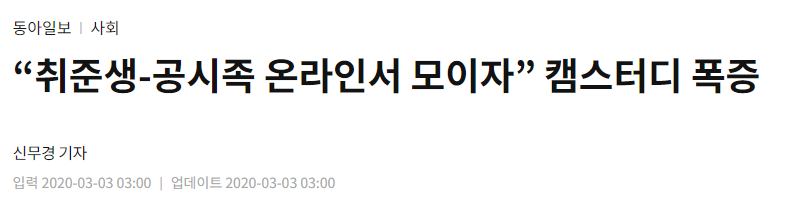 동아일보 | 사회
“취준생-공시족 온라인서 모이자” 캠스터디 폭증
신무경 기자
입력 2020-03-03 03:00 | 업데이트 2020-03-03 03:00